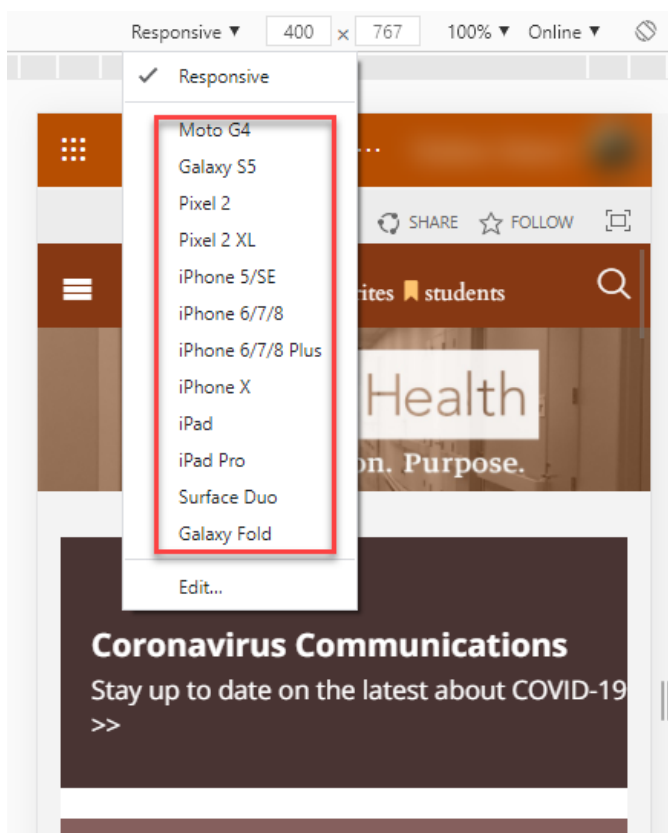 Responsive ▼ 400 x 767 100% ▼ Online ▼
✓ Responsive
Moto G4
...
Galaxy S5
Pixel 2
SHARE FOLLOW
Pixel 2 XL
iPhone 5/SE
students
iPhone 6/7/8
iPhone 6/7/8 Plus
iPhone X
Health
iPad
iPad Pro
Purpose.
Surface Duo
Galaxy Fold
Edit...
Coronavirus Communications
Stay up to date on the latest about COVID-19
>>